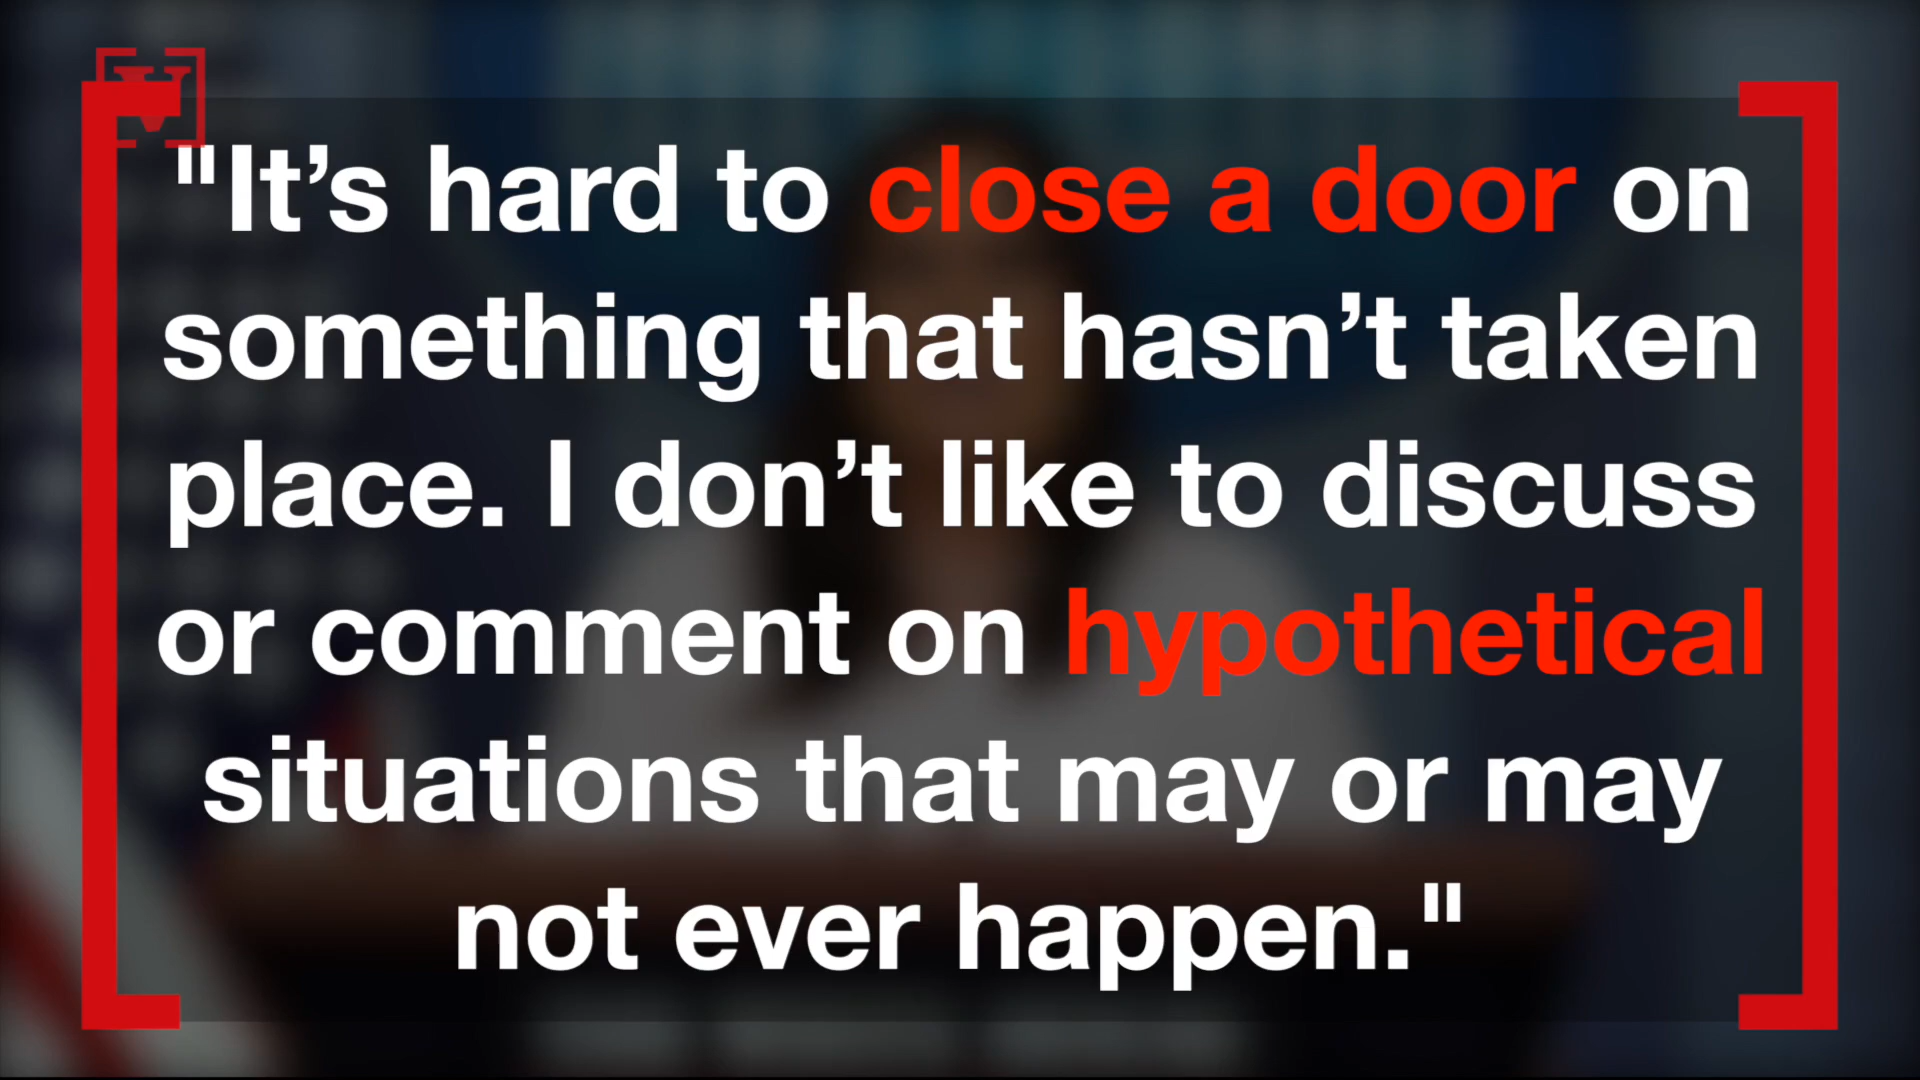 "It’s hard to close a door on
something that hasn’t taken
place. I don’t like to discuss
or comment on hypothetical
situations that may or may
not ever happen."